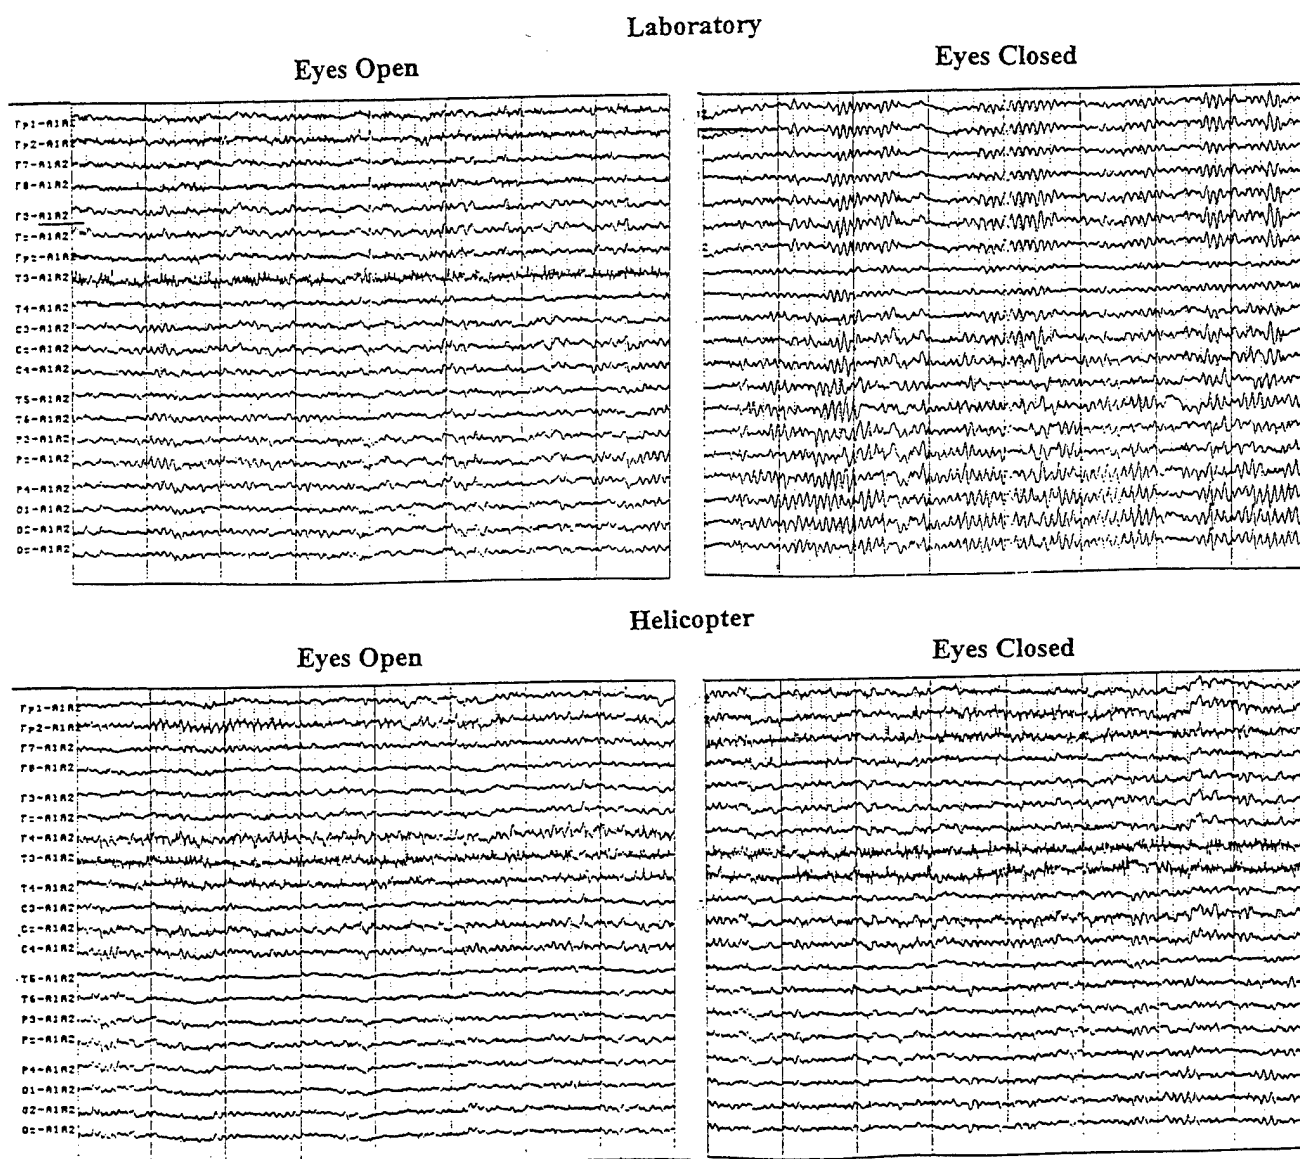 Laboratory
Eyes Open
Eyes Closed
Fp1-A1A2
Fp2-A1A2
F7-A1A2
F8-A1A2
F3-A1A2
Fz-A1A2
Fpz-A1A2
T3-A1A2
T4-A1A2
C3-A1A2
Cz-A1A2
C4-A1A2
T5-A1A2
T6-A1A2
P3-A1A2
Pz-A1A2
P4-A1A2
O1-A1A2
O2-A1A2
Oz-A1A2
Helicopter
Eyes Open
Eyes Closed
Fp1-A1A2
Fp2-A1A2
F7-A1A2
F8-A1A2
F3-A1A2
Fz-A1A2
F4-A1A2
T3-A1A2
T4-A1A2
C3-A1A2
Cz-A1A2
C4-A1A2
T5-A1A2
T6-A1A2
P3-A1A2
Pz-A1A2
P4-A1A2
O1-A1A2
O2-A1A2
Oz-A1A2